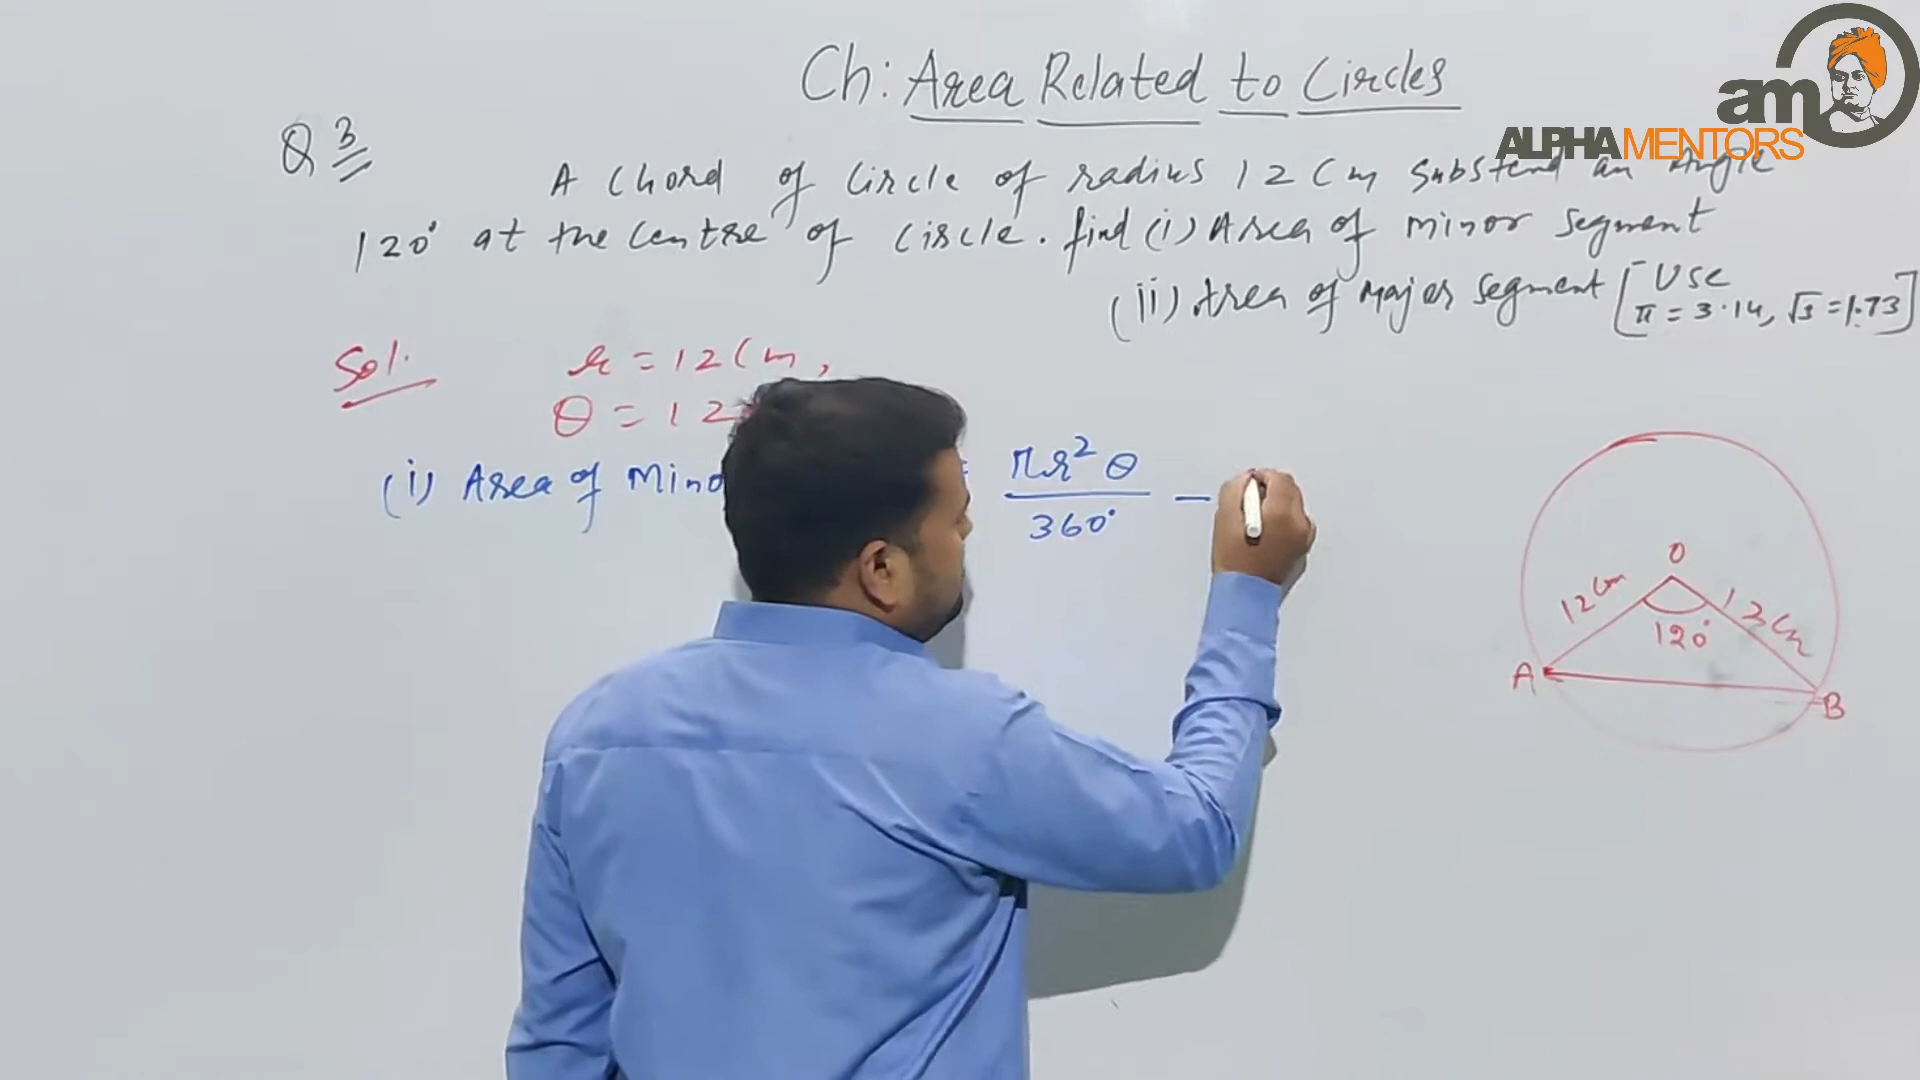 Ch: Area Related to Circles
am
ALPHAMENTORS
Q 3
A Chord of Circle of radius 12 Cm Substend an Angle
120° at the Centre of Circle. find (i) Area of Minor Segment
(ii) Area of Major Segment [Use
π = 3.14, √3 = 1.73]
Sol.
r = 12 Cm,
θ = 12
(i) Area of Mino = πr²θ / 360° -
O
12 Cm
12 Cm
120°
A
B